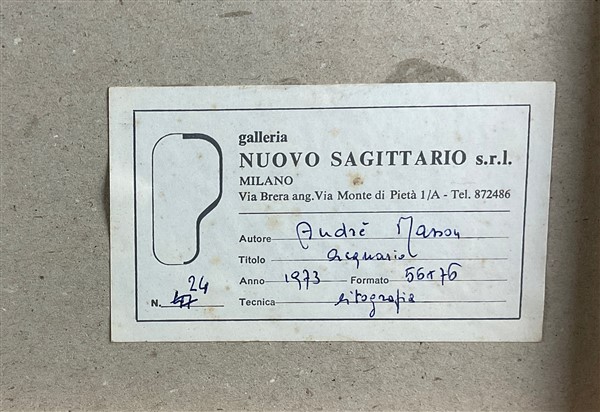 galleria
NUOVO SAGITTARIO s.r.l.
MILANO
Via Brera ang. Via Monte di Pietà 1/A - Tel. 872486
Autore André Masson
Titolo Acquario
Anno 1973 Formato 56x76
Tecnica litografia
N. 24